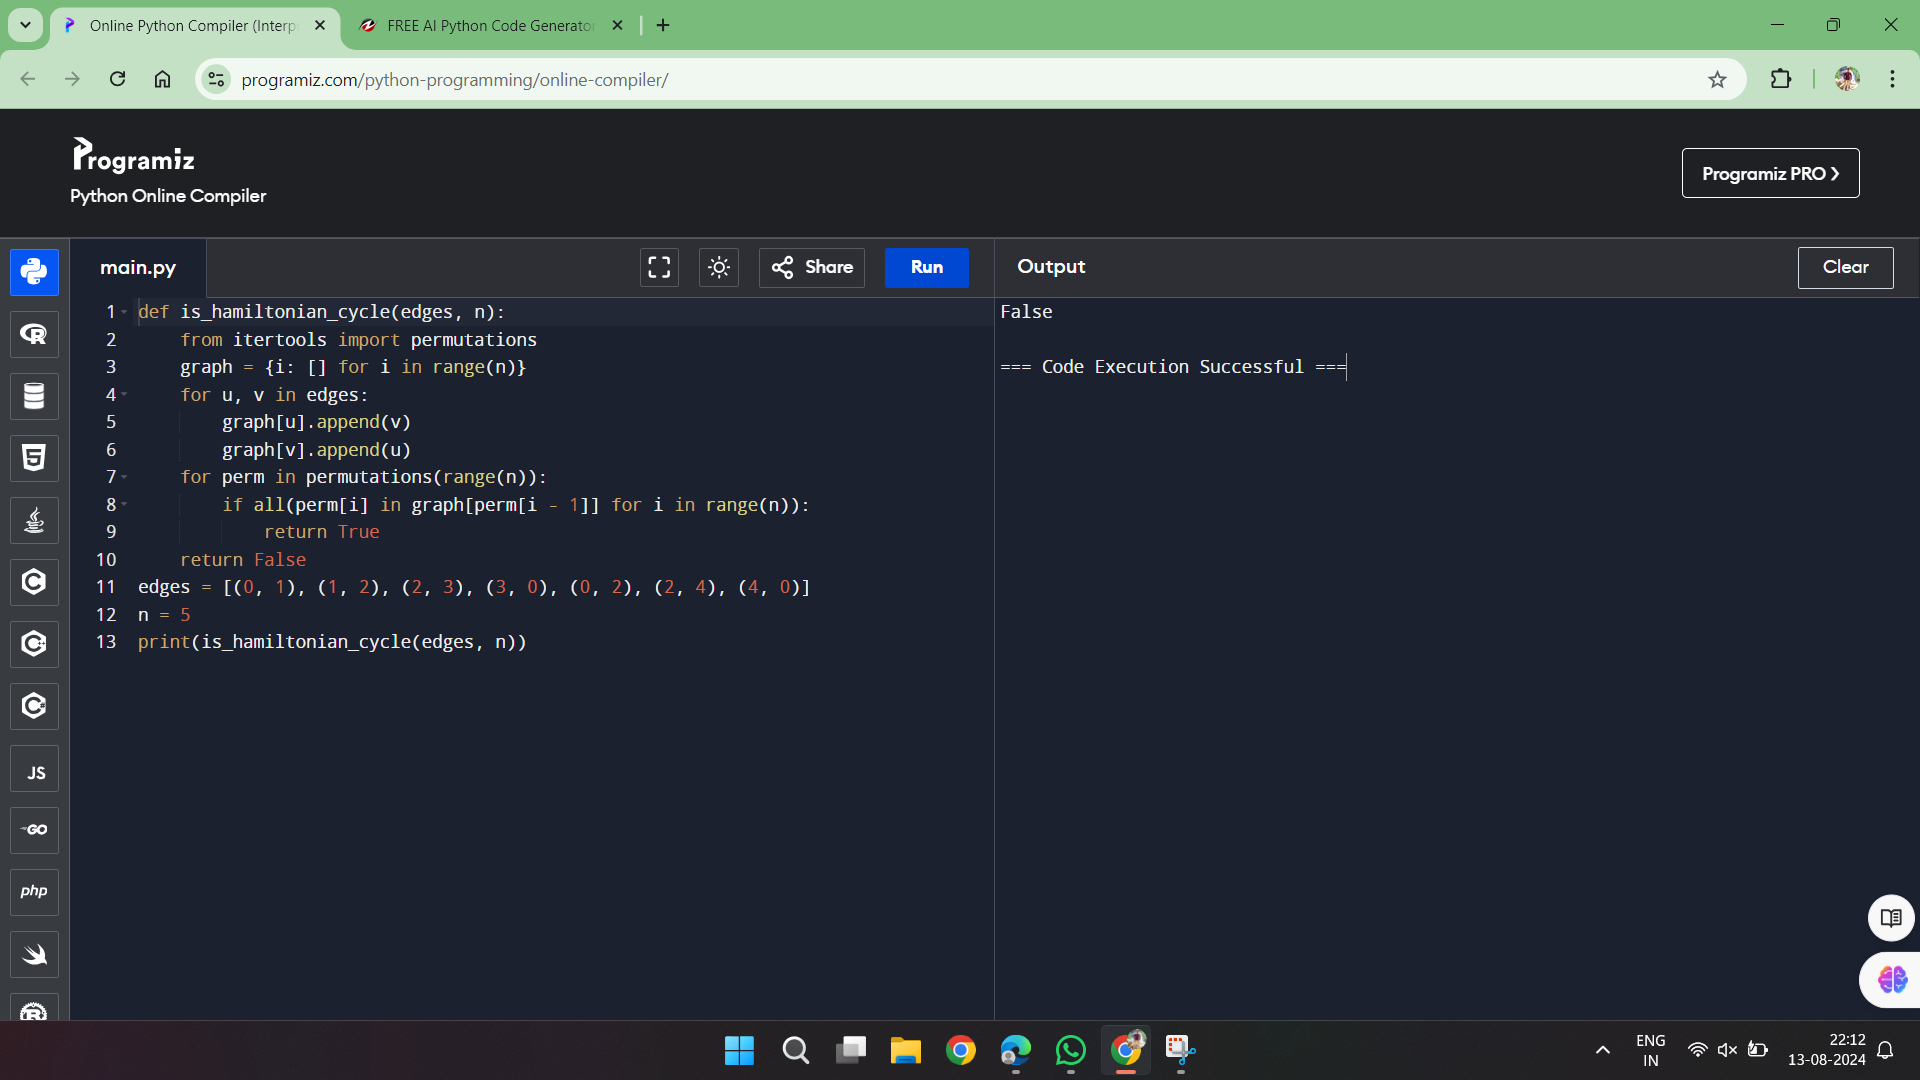 Online Python Compiler (Interp
FREE AI Python Code Generator
programiz.com/python-programming/online-compiler/
Programiz
Python Online Compiler
Programiz PRO ❯
main.py
Share
Run
Output
Clear
1 def is_hamiltonian_cycle(edges, n):
2     from itertools import permutations
3     graph = {i: [] for i in range(n)}
4     for u, v in edges:
5         graph[u].append(v)
6         graph[v].append(u)
7     for perm in permutations(range(n)):
8         if all(perm[i] in graph[perm[i - 1]] for i in range(n)):
9             return True
10     return False
11 edges = [(0, 1), (1, 2), (2, 3), (3, 0), (0, 2), (2, 4), (4, 0)]
12 n = 5
13 print(is_hamiltonian_cycle(edges, n))
False
=== Code Execution Successful ===
JS
GO
php
ENG
IN
22:12
13-08-2024